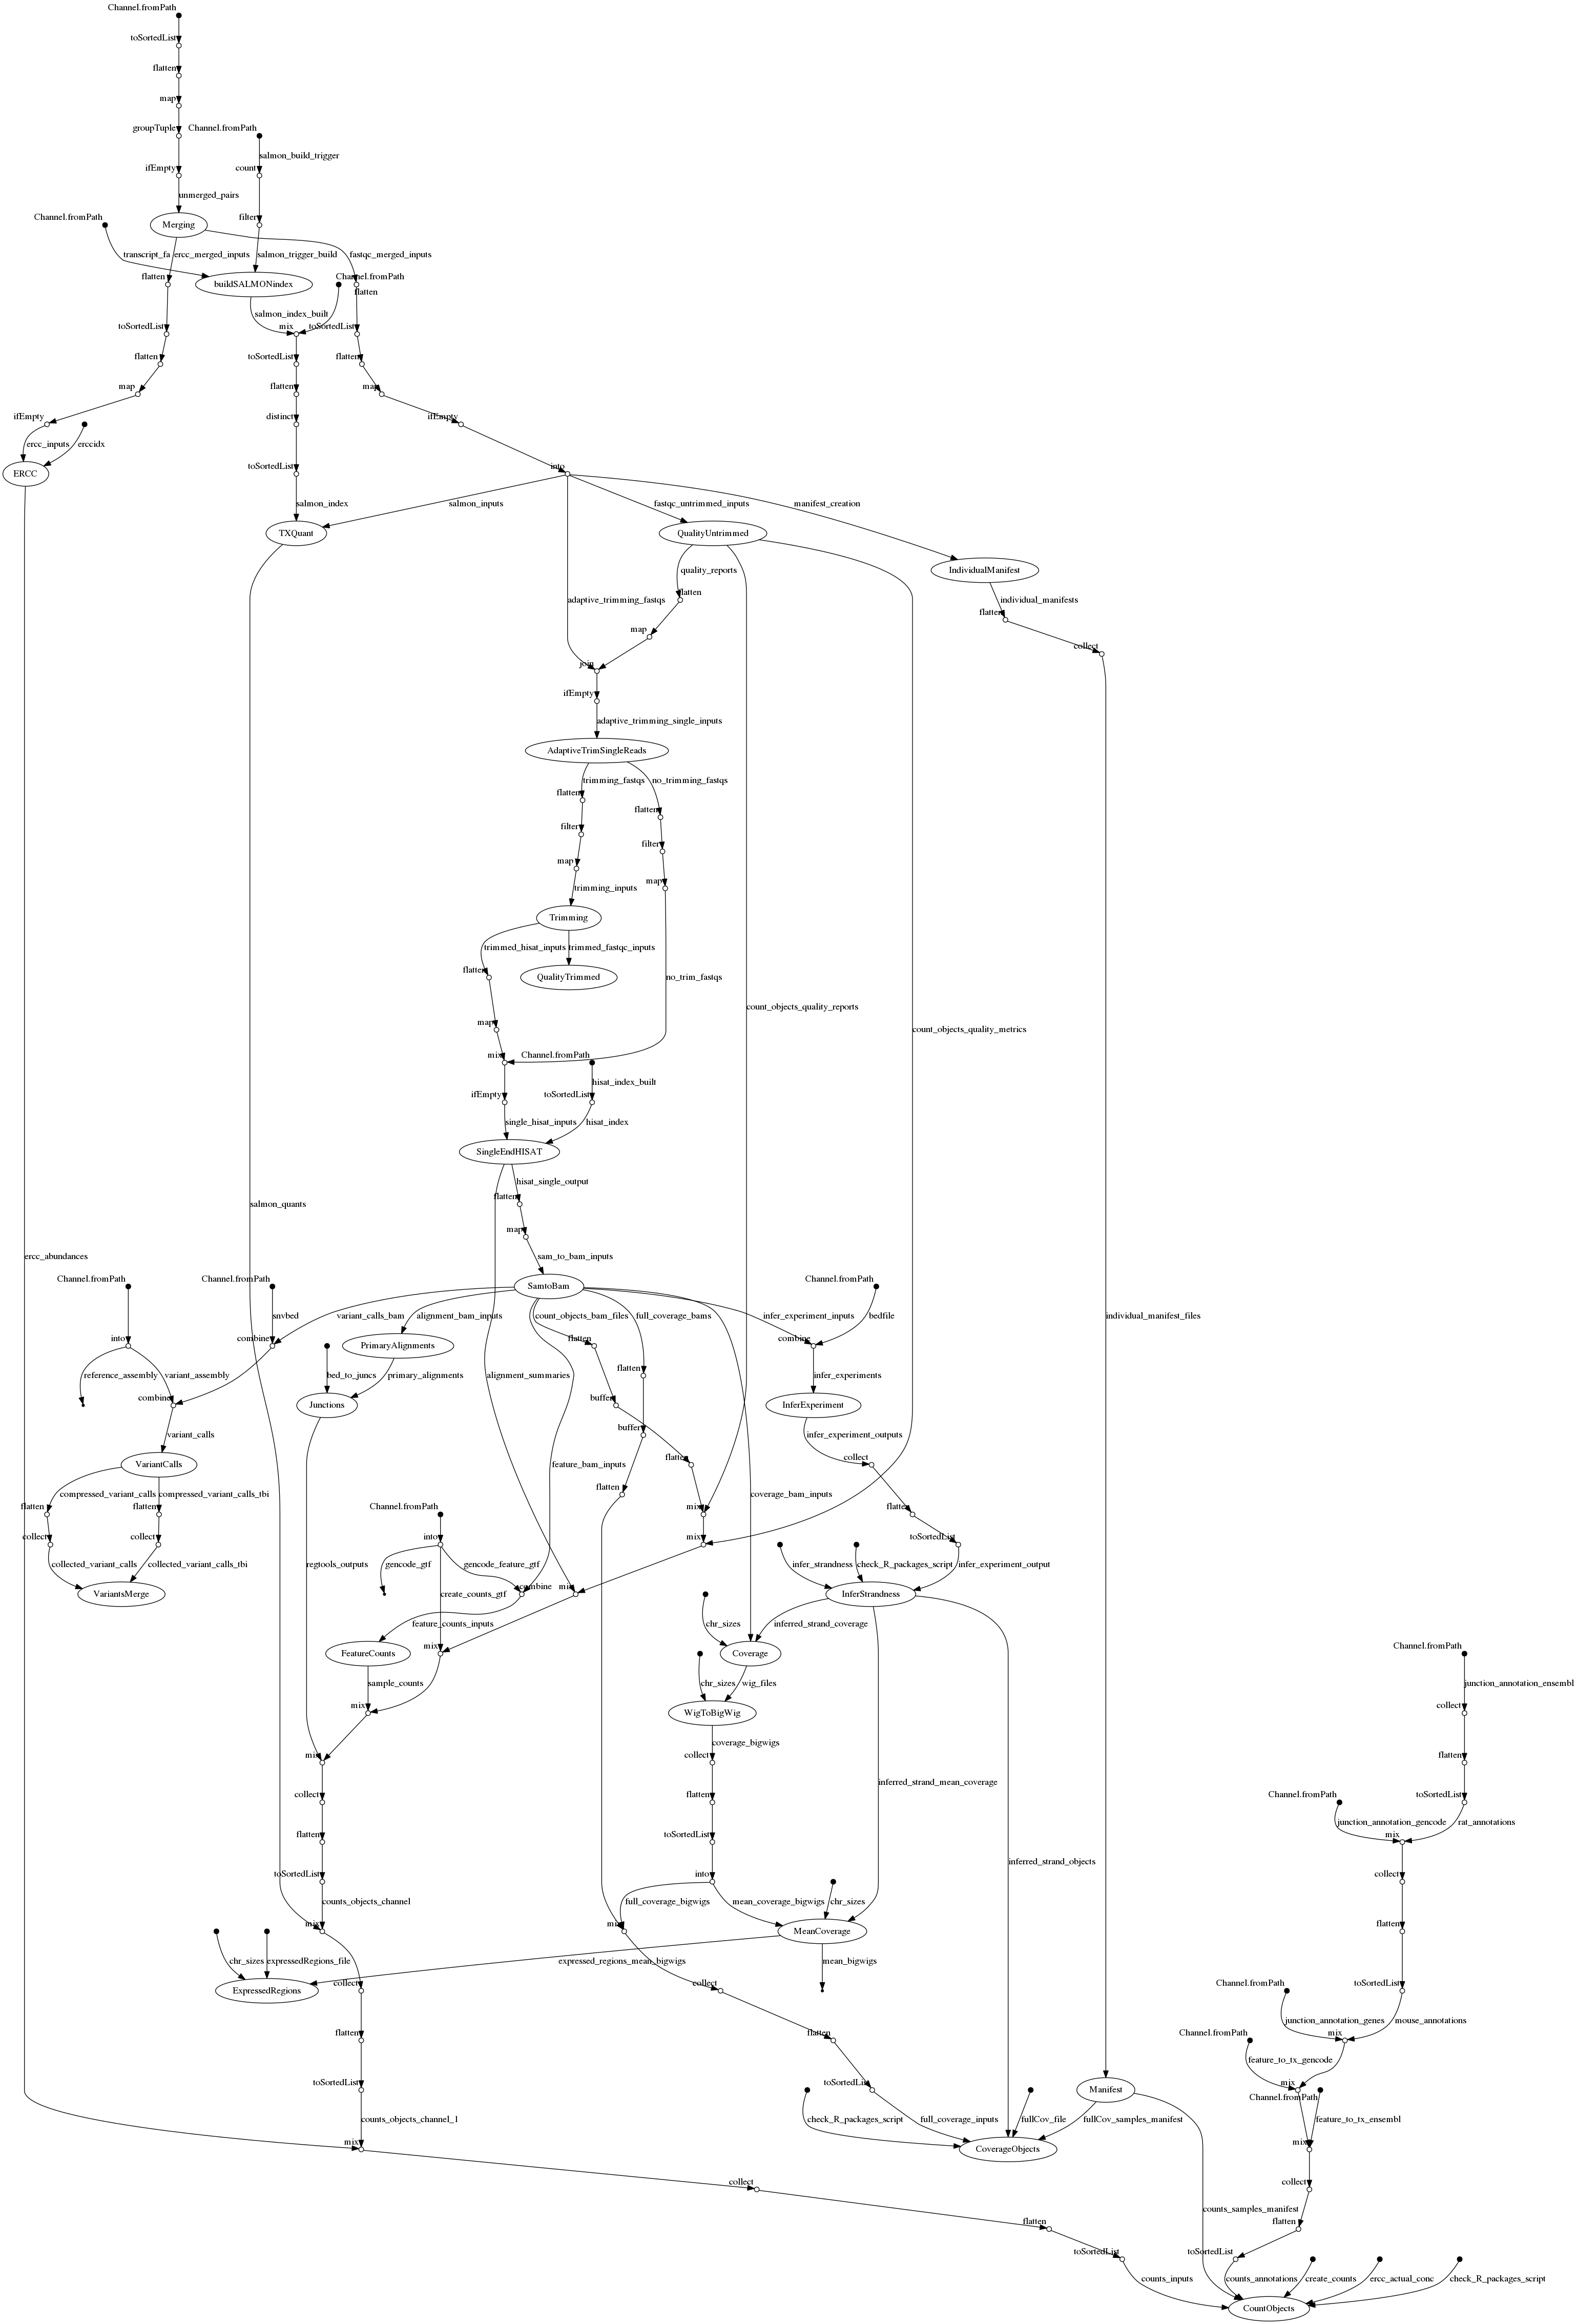 Channel.fromPath
toSortedList
flatten
map
groupTuple
Channel.fromPath
salmon_build_trigger
ifEmpty
count
unmerged_pairs
Channel.fromPath
Merging
filter
transcript_fa
ercc_merged_inputs
salmon_trigger_build
fastqc_merged_inputs
flatten
buildSALMONindex
Channel.fromPath
flatten
salmon_index_built
toSortedList
mix
toSortedList
flatten
toSortedList
flatten
map
flatten
map
ifEmpty
distinct
ifEmpty
ercc_inputs
erccidx
ERCC
toSortedList
into
salmon_index
salmon_inputs
fastqc_untrimmed_inputs
manifest_creation
TXQuant
QualityUntrimmed
quality_reports
IndividualManifest
adaptive_trimming_fastqs
flatten
individual_manifests
flatten
map
collect
join
ifEmpty
adaptive_trimming_single_inputs
AdaptiveTrimSingleReads
trimming_fastqs
no_trimming_fastqs
flatten
flatten
filter
filter
map
map
trimming_inputs
Trimming
trimmed_hisat_inputs
trimmed_fastqc_inputs
flatten
QualityTrimmed
no_trim_fastqs
count_objects_quality_reports
map
count_objects_quality_metrics
mix
Channel.fromPath
hisat_index_built
ifEmpty
toSortedList
single_hisat_inputs
hisat_index
SingleEndHISAT
hisat_single_output
flatten
salmon_quants
map
ercc_abundances
sam_to_bam_inputs
Channel.fromPath
Channel.fromPath
SamtoBam
Channel.fromPath
snvbed
variant_calls_bam
alignment_bam_inputs
count_objects_bam_files
full_coverage_bams
infer_experiment_inputs
bedfile
individual_manifest_files
into
combine
PrimaryAlignments
flatten
combine
reference_assembly
variant_assembly
bed_to_juncs
primary_alignments
alignment_summaries
flatten
infer_experiments
combine
Junctions
buffer
InferExperiment
variant_calls
buffer
infer_experiment_outputs
VariantCalls
feature_bam_inputs
flatten
coverage_bam_inputs
collect
compressed_variant_calls
compressed_variant_calls_tbi
flatten
flatten
flatten
Channel.fromPath
mix
flatten
collect
collect
into
mix
toSortedList
collected_variant_calls
collected_variant_calls_tbi
regtools_outputs
gencode_gtf
gencode_feature_gtf
infer_strandness
check_R_packages_script
infer_experiment_output
VariantsMerge
create_counts_gtf
combine
mix
InferStrandness
feature_counts_inputs
chr_sizes
inferred_strand_coverage
FeatureCounts
mix
Coverage
Channel.fromPath
sample_counts
chr_sizes
wig_files
junction_annotation_ensembl
mix
WigToBigWig
collect
coverage_bigwigs
mix
collect
flatten
inferred_strand_mean_coverage
collect
flatten
Channel.fromPath
toSortedList
junction_annotation_gencode
rat_annotations
flatten
toSortedList
mix
inferred_strand_objects
toSortedList
into
collect
counts_objects_channel
full_coverage_bigwigs
mean_coverage_bigwigs
chr_sizes
mix
mix
MeanCoverage
flatten
chr_sizes
expressedRegions_file
expressed_regions_mean_bigwigs
mean_bigwigs
ExpressedRegions
collect
collect
Channel.fromPath
toSortedList
junction_annotation_genes
mouse_annotations
flatten
flatten
Channel.fromPath
mix
feature_to_tx_gencode
toSortedList
toSortedList
Manifest
mix
Channel.fromPath
counts_objects_channel_1
check_R_packages_script
full_coverage_inputs
fullCov_file
fullCov_samples_manifest
feature_to_tx_ensembl
mix
CoverageObjects
mix
collect
collect
counts_samples_manifest
flatten
flatten
toSortedList
toSortedList
counts_inputs
counts_annotations
create_counts
ercc_actual_conc
check_R_packages_script
CountObjects